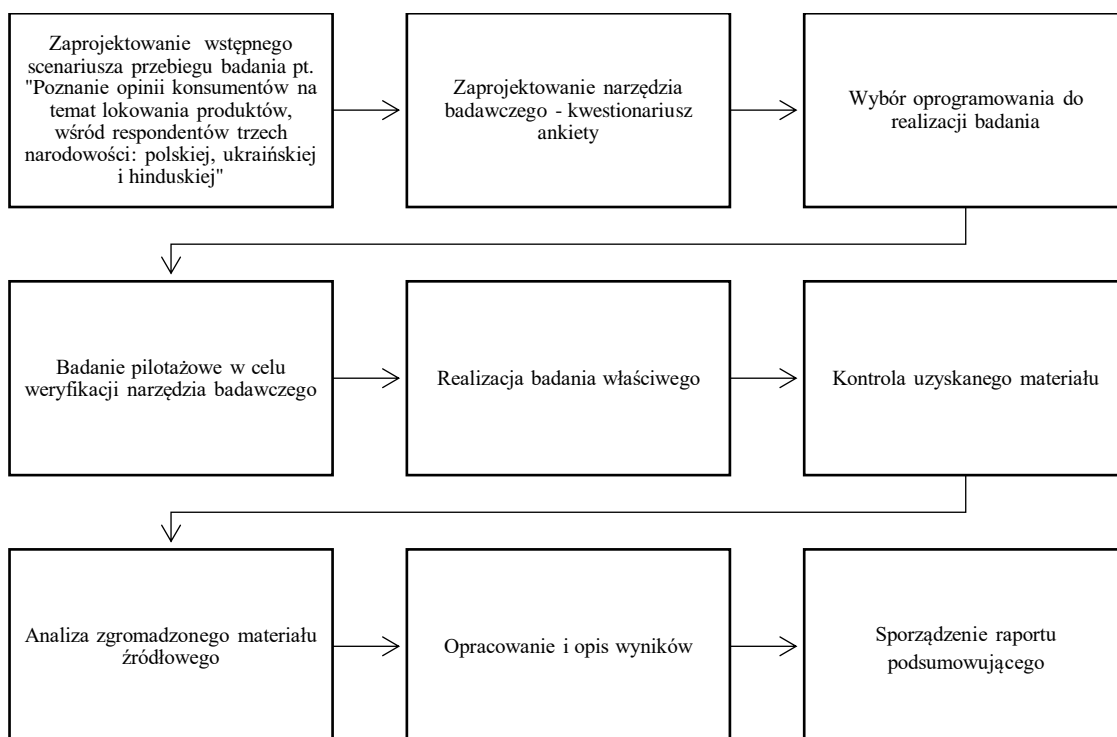 Zaprojektowanie wstępnego
scenariusza przebiegu badania pt.
"Poznanie opinii konsumentów na
temat lokowania produktów,
wśród respondentów trzech
narodowości: polskiej, ukraińskiej
i hinduskiej"
Zaprojektowanie narzędzia
badawczego - kwestionariusz
ankiety
Wybór oprogramowania do
realizacji badania
Badanie pilotażowe w celu
weryfikacji narzędzia badawczego
Realizacja badania właściwego
Kontrola uzyskanego materiału
Analiza zgromadzonego materiału
źródłowego
Opracowanie i opis wyników
Sporządzenie raportu
podsumowującego